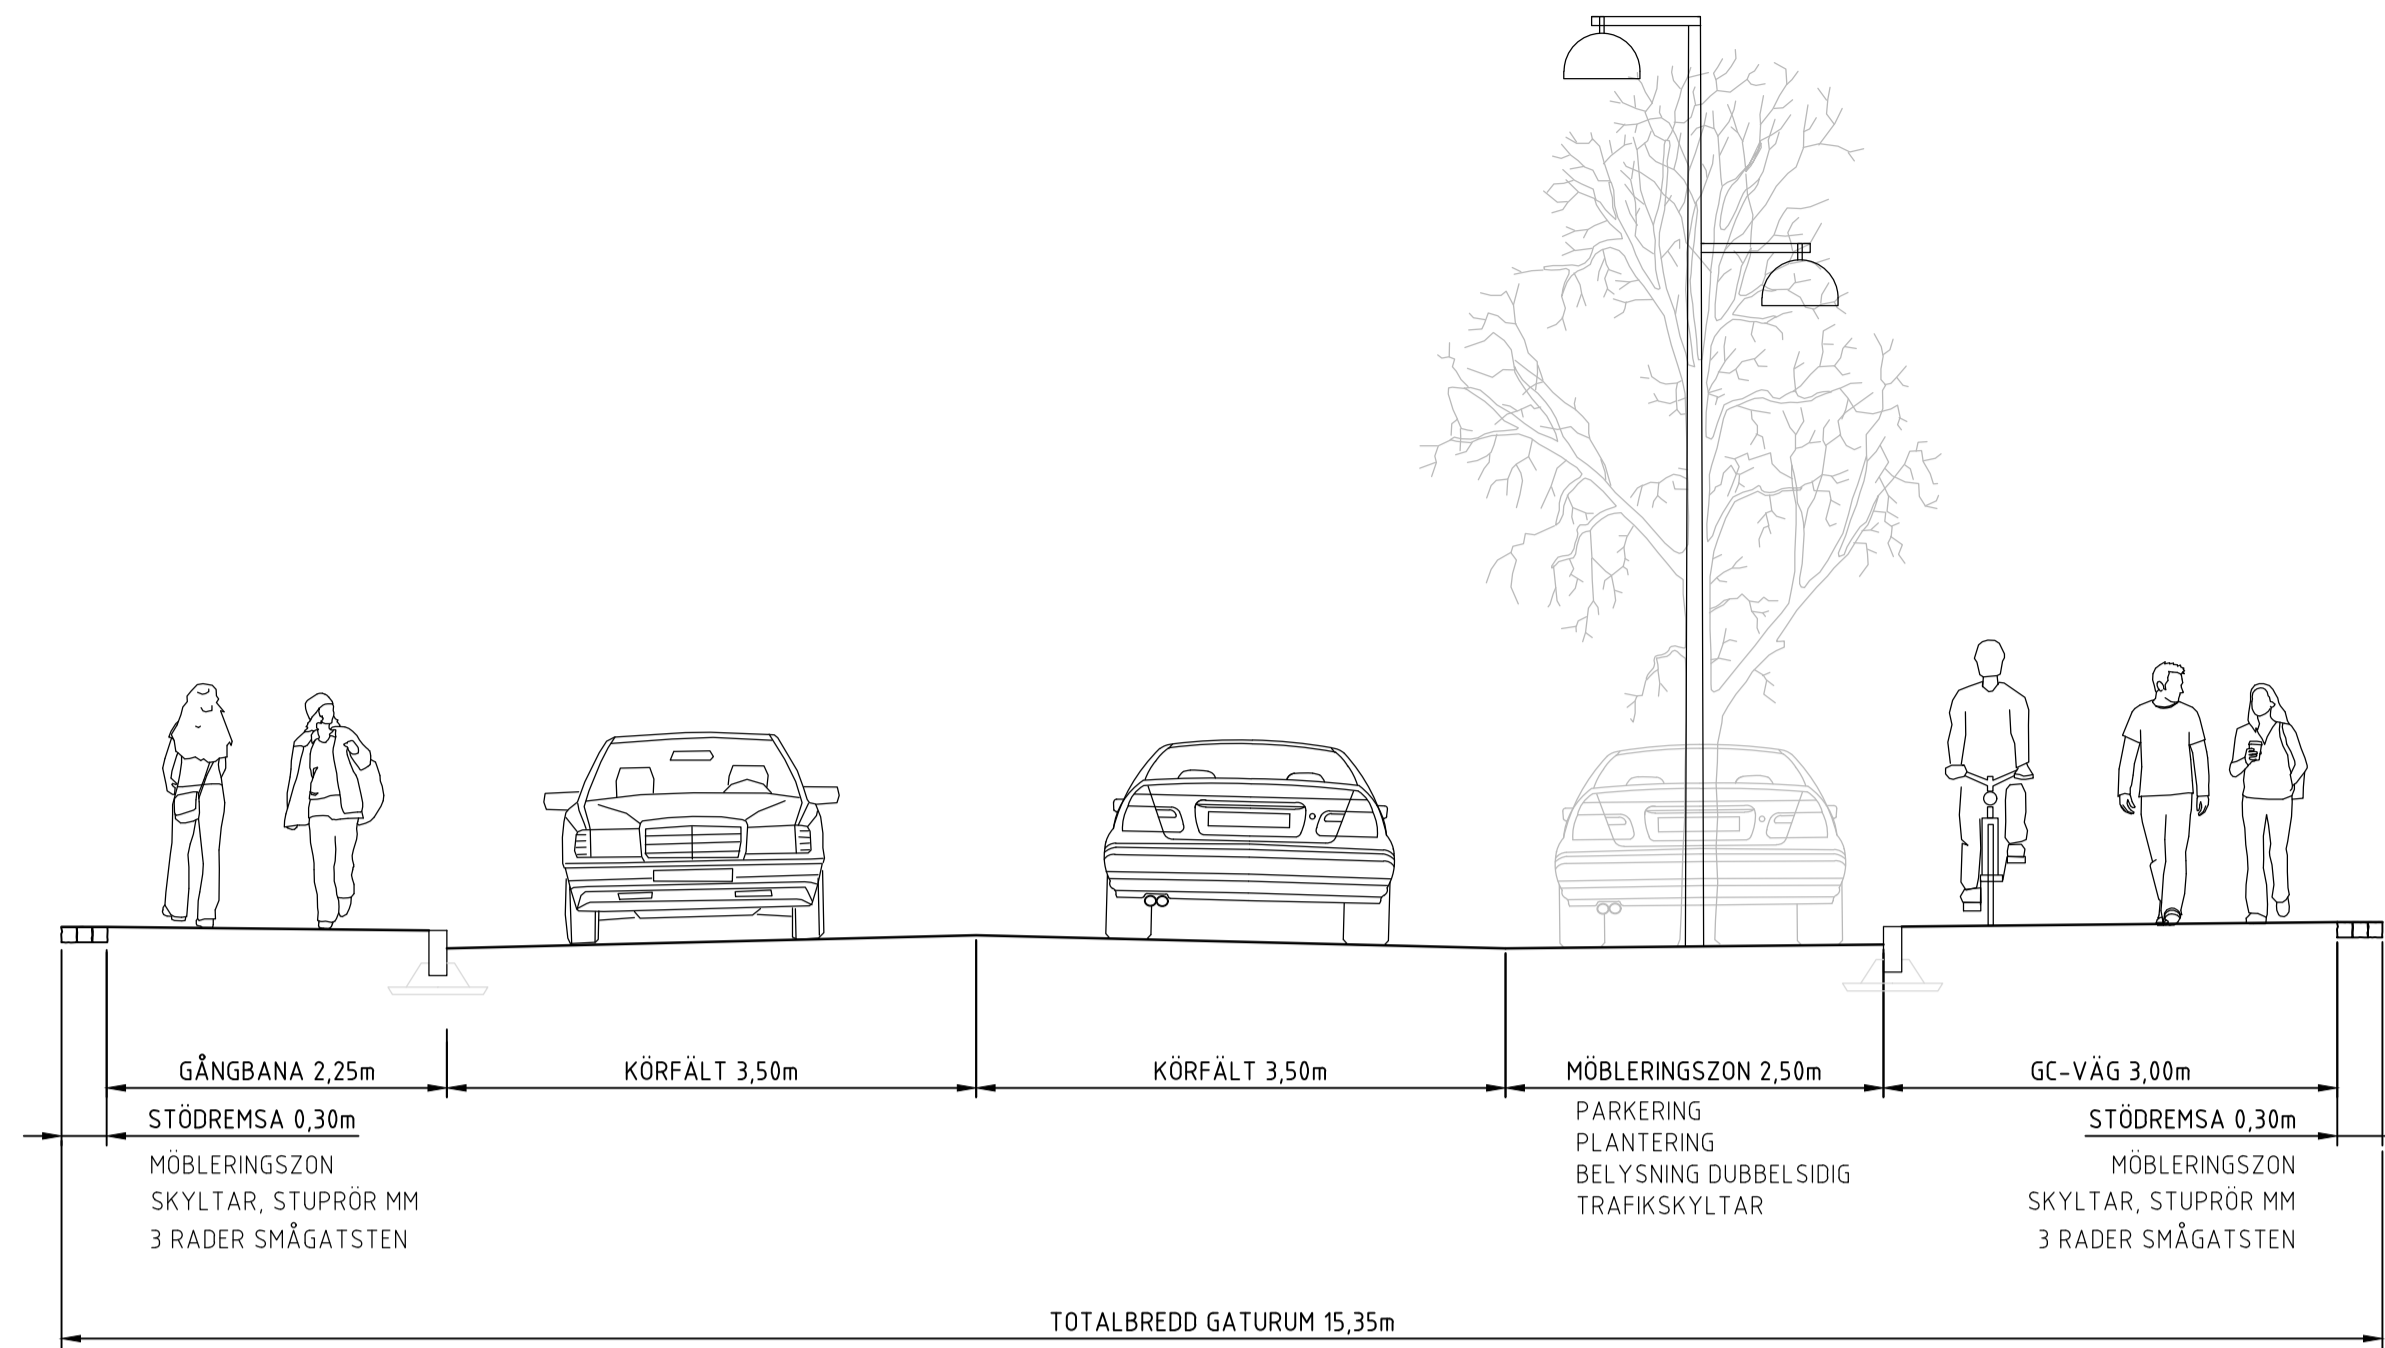 GÅNGBANA 2,25m
KÖRFÄLT 3,50m
KÖRFÄLT 3,50m
MÖBLERINGSZON 2,50m
GC-VÄG 3,00m
STÖDREMSA 0,30m
MÖBLERINGSZON
SKYLTAR, STUPRÖR MM
3 RADER SMÅGATSTEN
PARKERING
PLANTERING
BELYSNING DUBBELSIDIG
TRAFIKSKYLTAR
STÖDREMSA 0,30m
MÖBLERINGSZON
SKYLTAR, STUPRÖR MM
3 RADER SMÅGATSTEN
TOTALBREDD GATURUM 15,35m